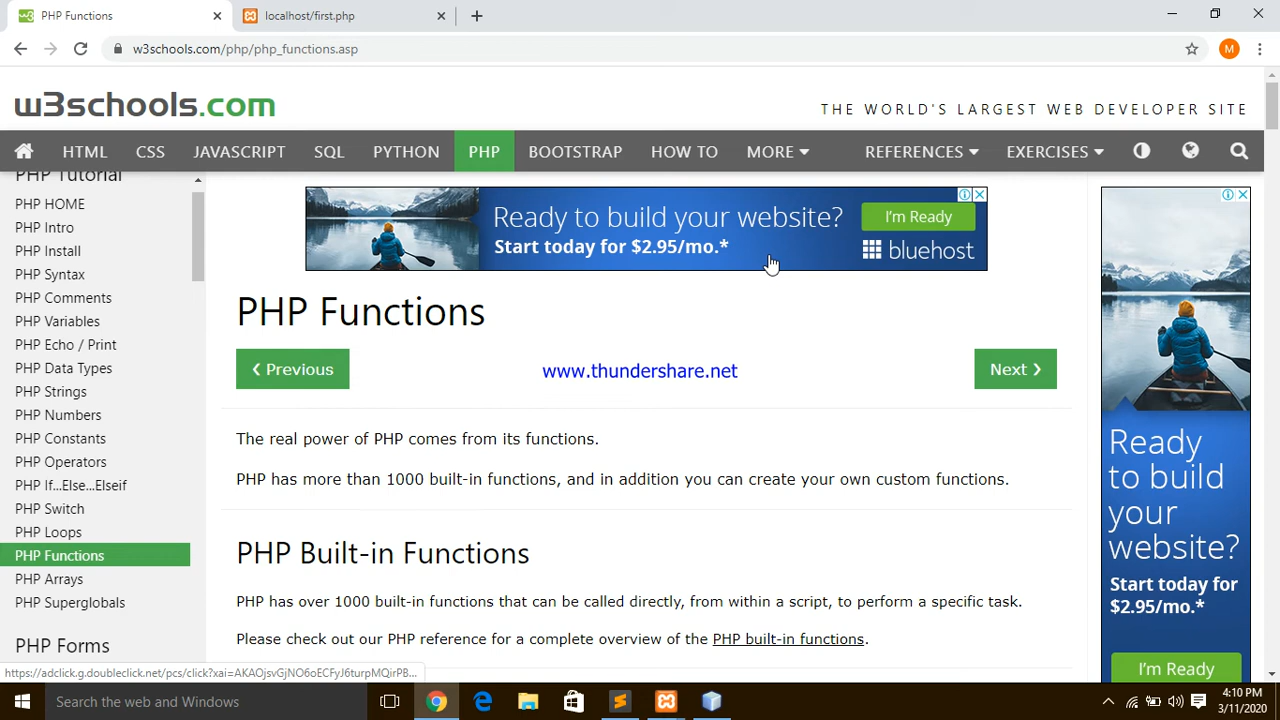 PHP Functions
localhost/first.php
w3schools.com/php/php_functions.asp
M
w3schools.com
THE WORLD'S LARGEST WEB DEVELOPER SITE
HTML CSS JAVASCRIPT SQL PYTHON PHP BOOTSTRAP HOW TO MORE REFERENCES EXERCISES
PHP Tutorial
PHP HOME
PHP Intro
PHP Install
PHP Syntax
PHP Comments
PHP Variables
PHP Echo / Print
PHP Data Types
PHP Strings
PHP Numbers
PHP Constants
PHP Operators
PHP If...Else...Elseif
PHP Switch
PHP Loops
PHP Functions
PHP Arrays
PHP Superglobals
PHP Forms
Ready to build your website?
Start today for $2.95/mo.*
I'm Ready
bluehost
PHP Functions
❮ Previous
www.thundershare.net
Next ❯
The real power of PHP comes from its functions.
PHP has more than 1000 built-in functions, and in addition you can create your own custom functions.
PHP Built-in Functions
PHP has over 1000 built-in functions that can be called directly, from within a script, to perform a specific task.
Please check out our PHP reference for a complete overview of the PHP built-in functions.
Ready
to build
your
website?
Start today for
$2.95/mo.*
I'm Ready
https://adclick.g.doubleclick.net/pcs/click?xai=AKAOjsvGjNO6oECFyJ6turpMQirPB...
Search the web and Windows
4:10 PM
3/11/2020